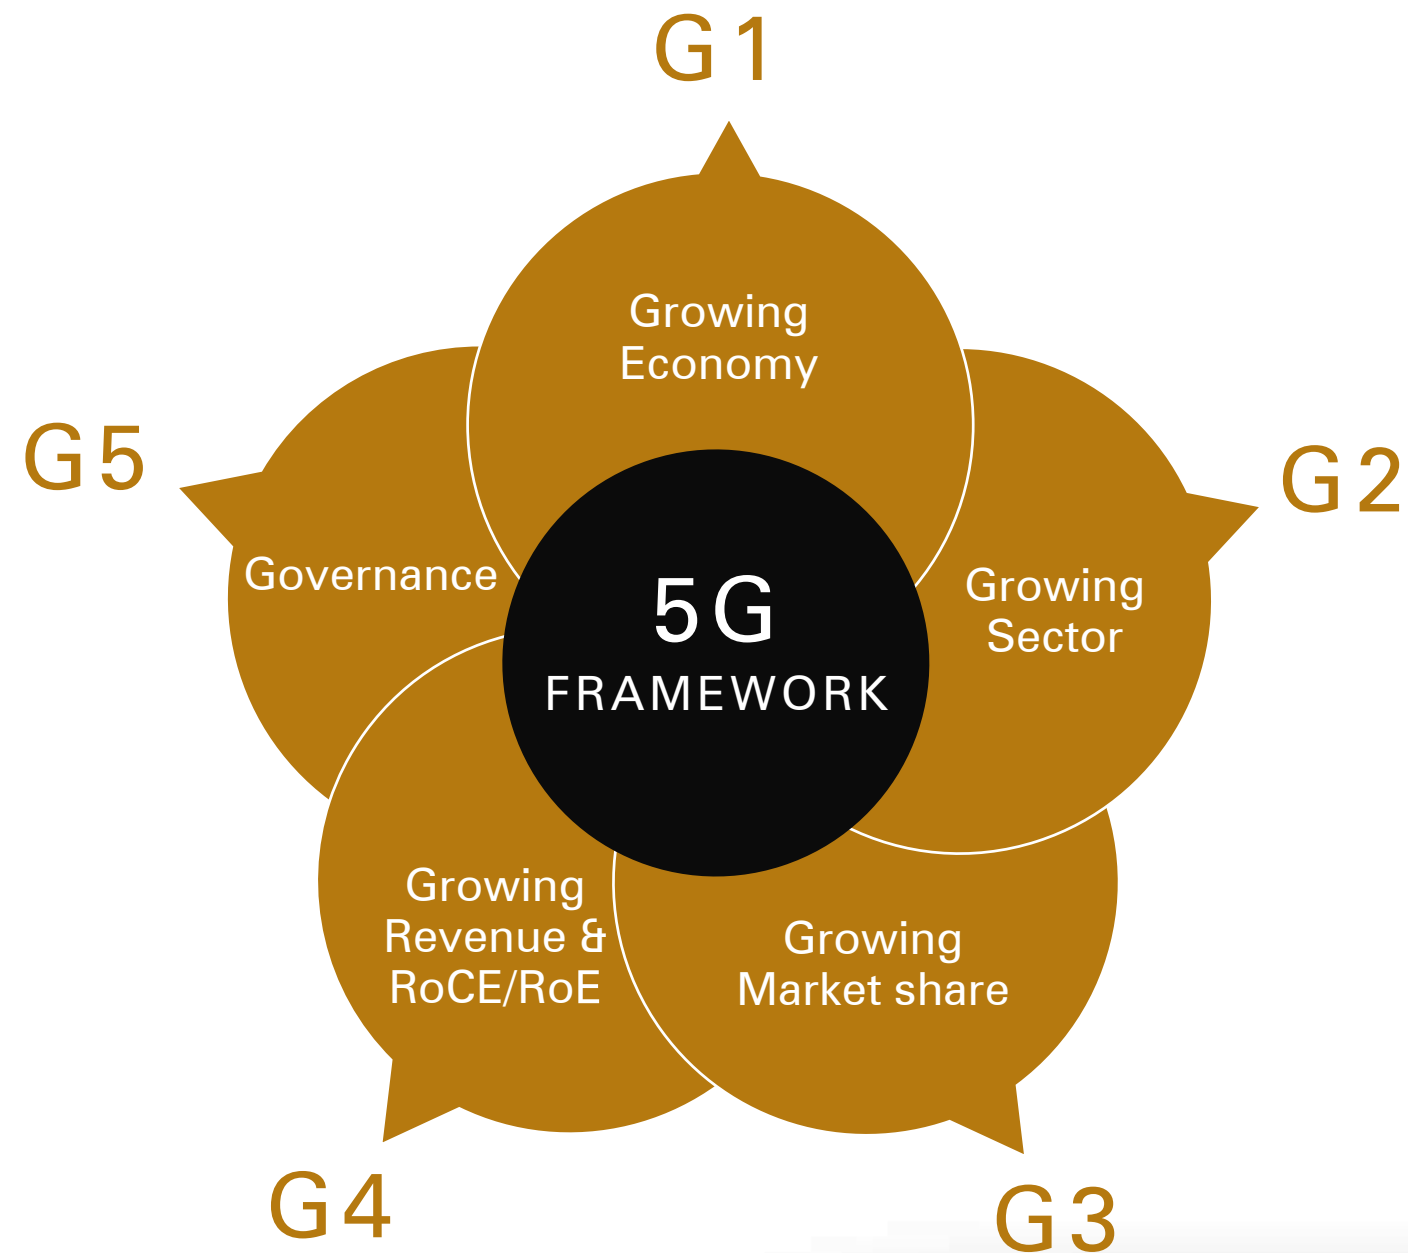 G1
Growing
Economy
G2
Growing
Sector
G3
Growing
Market share
G4
Growing
Revenue &
RoCE/RoE
G5
Governance
5G
FRAMEWORK